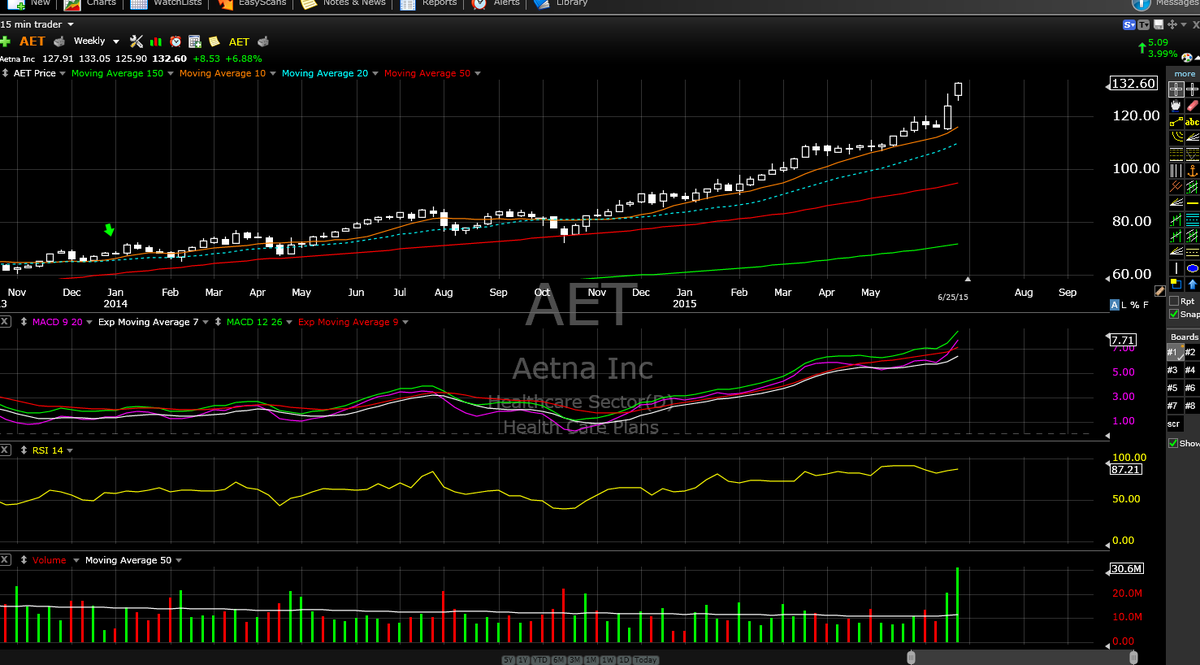 New Charts WatchLists EasyScans Notes & News Reports Alerts Library Messages
15 min trader
AET Weekly AET
Aetna Inc 127.91 133.05 125.90 132.60 +8.53 +6.88%
5.09
3.99%
AET Price Moving Average 150 Moving Average 10 Moving Average 20 Moving Average 50
more
132.60
abc
120.00
100.00
80.00
60.00
Nov Dec Jan Feb Mar Apr May Jun Jul Aug Sep Oct Nov Dec Jan Feb Mar Apr May 6/25/15 Aug Sep
3 2014 2015
A L % F
Rpt
Snap
AET
Aetna Inc
Healthcare Sector(D)
Health Care Plans
X MACD 9 20 Exp Moving Average 7 MACD 12 26 Exp Moving Average 9
7.71
7.00
5.00
3.00
1.00
Boards
#1 #2
#3 #4
#5 #6
#7 #8
scr
Show
X RSI 14
100.00
87.21
50.00
0.00
X Volume Moving Average 50
30.6M
20.0M
10.0M
0.00
5Y 1Y YTD 6M 3M 1M 1W 1D Today